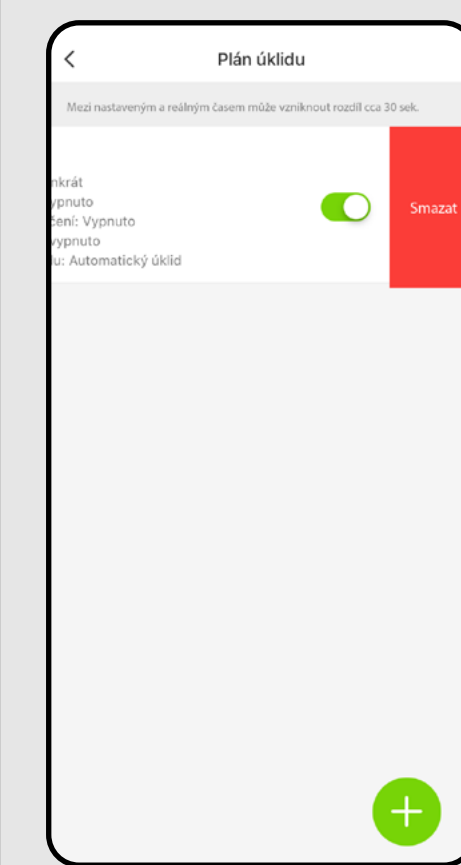 Plán úklidu
Mezi nastaveným a reálným časem může vzniknout rozdíl cca 30 sek.
nkrát
ypnuto
čení: Vypnuto
vypnuto
lu: Automatický úklid
Smazat